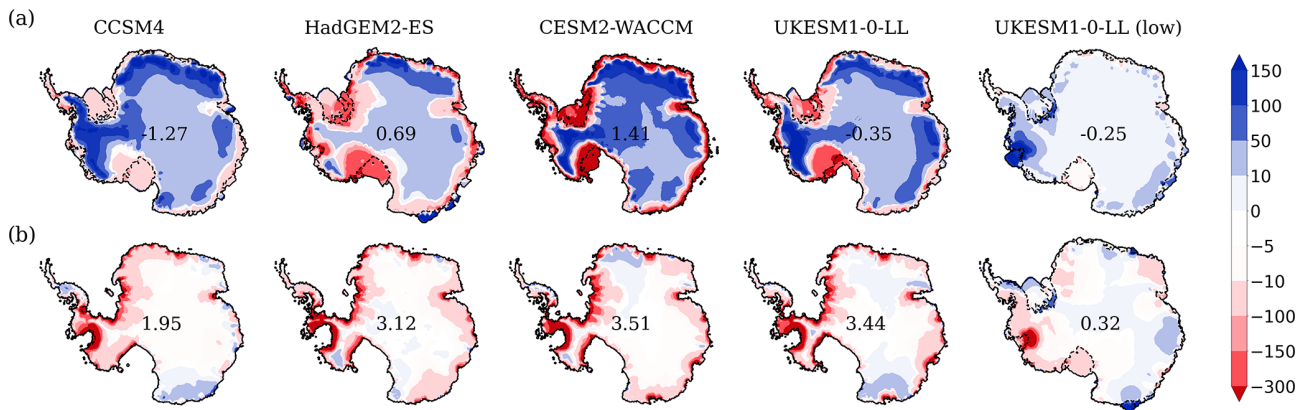 (a)
CCSM4 HadGEM2-ES CESM2-WACCM UKESM1-0-LL UKESM1-0-LL (low)
-1.27 0.69 1.41 -0.35 -0.25
(b)
1.95 3.12 3.51 3.44 0.32
150
100
50
10
0
−5
−10
−100
−150
−300